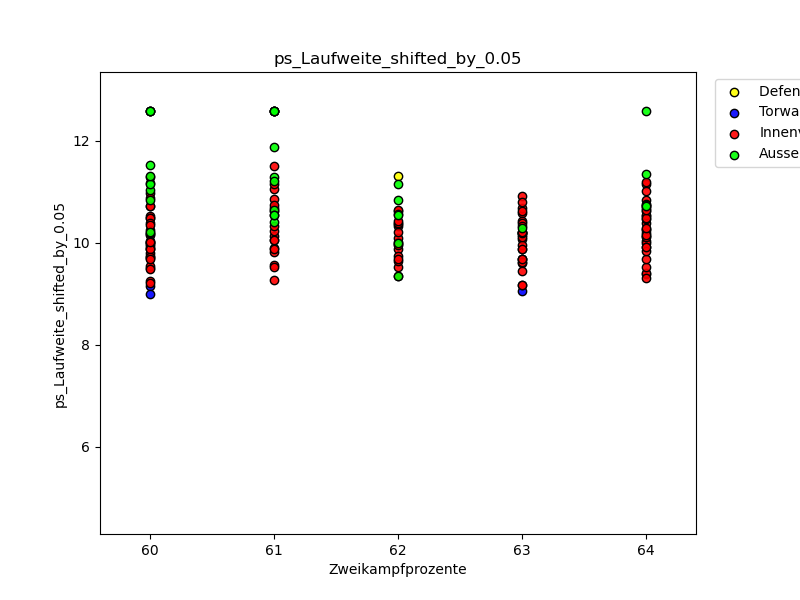 ps_Laufweite_shifted_by_0.05
12
10
8
6
ps_Laufweite_shifted_by_0.05
60 61 62 63 64
Zweikampfprozente
Defen
Torwa
Innenv
Ausse